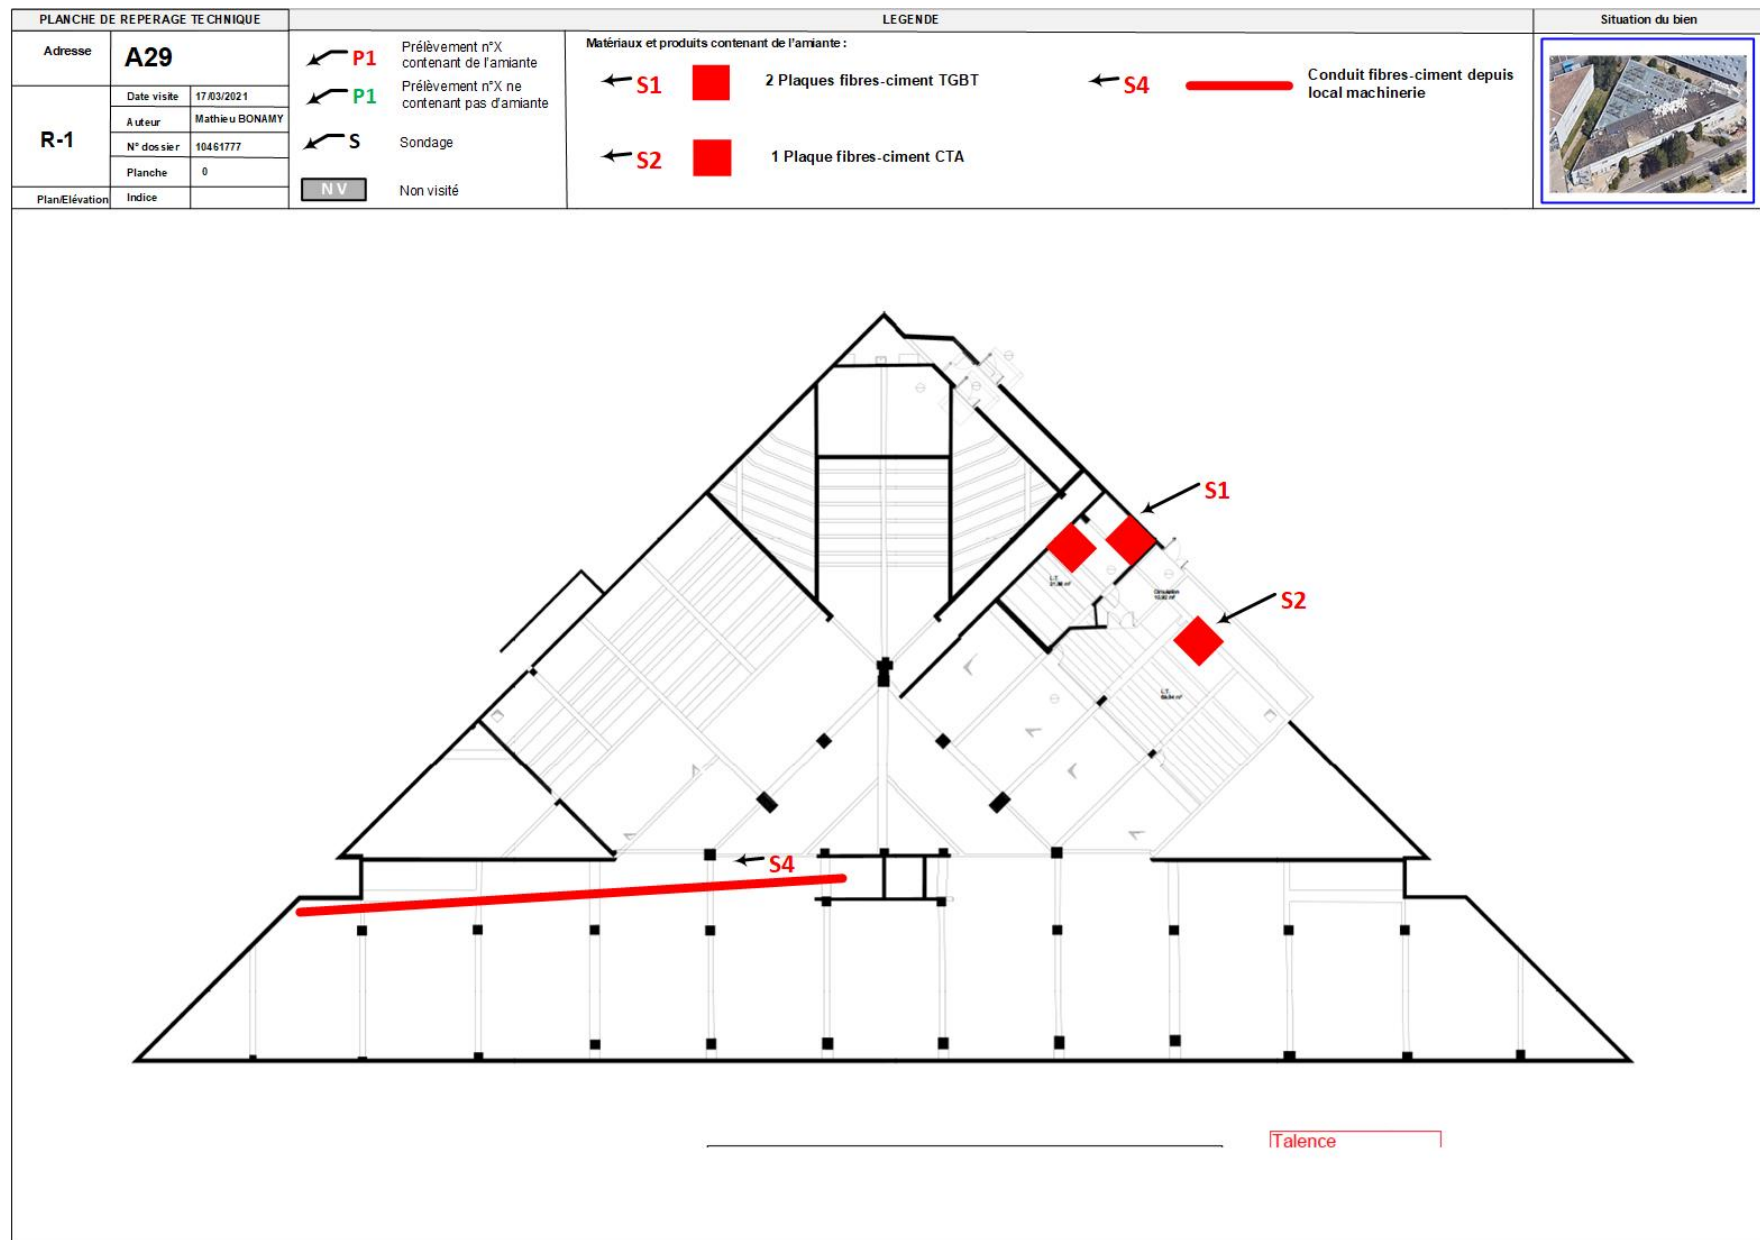 PLANCHE DE REPERAGE TECHNIQUE
LEGENDE
Situation du bien
Adresse
A29
R-1
Date visite
17/03/2021
Auteur
Mathieu BONAMY
N° dossier
10461777
Planche
0
Plan/Elévation
Indice
P1
Prélèvement n°X
contenant de l'amiante
P1
Prélèvement n°X ne
contenant pas d'amiante
S
Sondage
NV
Non visité
Matériaux et produits contenant de l'amiante :
S1
2 Plaques fibres-ciment TGBT
S2
1 Plaque fibres-ciment CTA
S4
Conduit fibres-ciment depuis
local machinerie
S1
S2
L.T.
Circulation
L.T.
S4
Talence